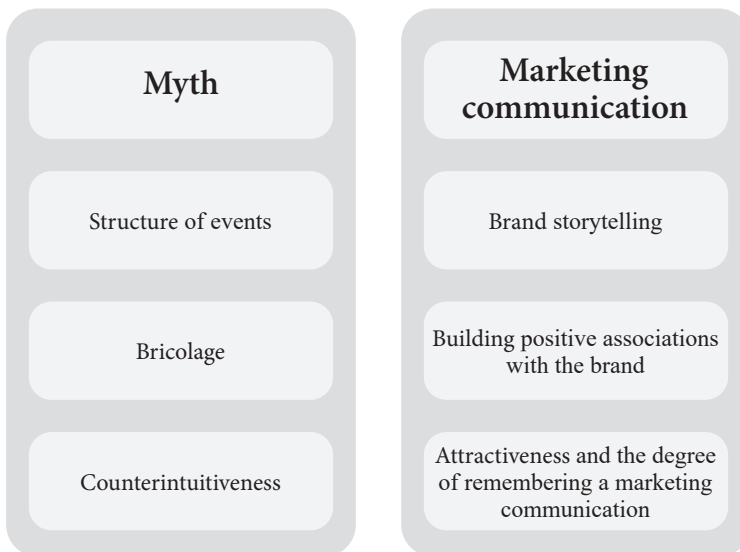 Myth
Structure of events
Bricolage
Counterintuitiveness
Marketing
communication
Brand storytelling
Building positive associations
with the brand
Attractiveness and the degree
of remembering a marketing
communication